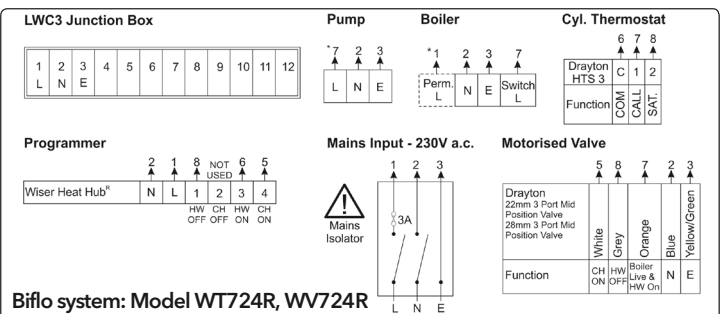 LWC3 Junction Box
1 2 3 4 5 6 7 8 9 10 11 12
L N E
Pump
*7 2 3
L N E
Boiler
*1 2 3 7
Perm. L N E Switch L
Cyl. Thermostat
6 7 8
Drayton HTS 3 C 1 2
Function COM CALL SAT.
Programmer
2 1 8 NOT USED 6 5
Wiser Heat Hubᴿ N L 1 2 3 4
HW OFF CH OFF HW ON CH ON
Mains Input - 230V a.c.
1 2 3
3A
Mains Isolator
L N E
Motorised Valve
5 8 7 2 3
Drayton
22mm 3 Port Mid
Position Valve
28mm 3 Port Mid
Position Valve
White Grey Orange Blue Yellow/Green
Function CH ON HW OFF Boiler Live & HW On N E
Biflo system: Model WT724R, WV724R